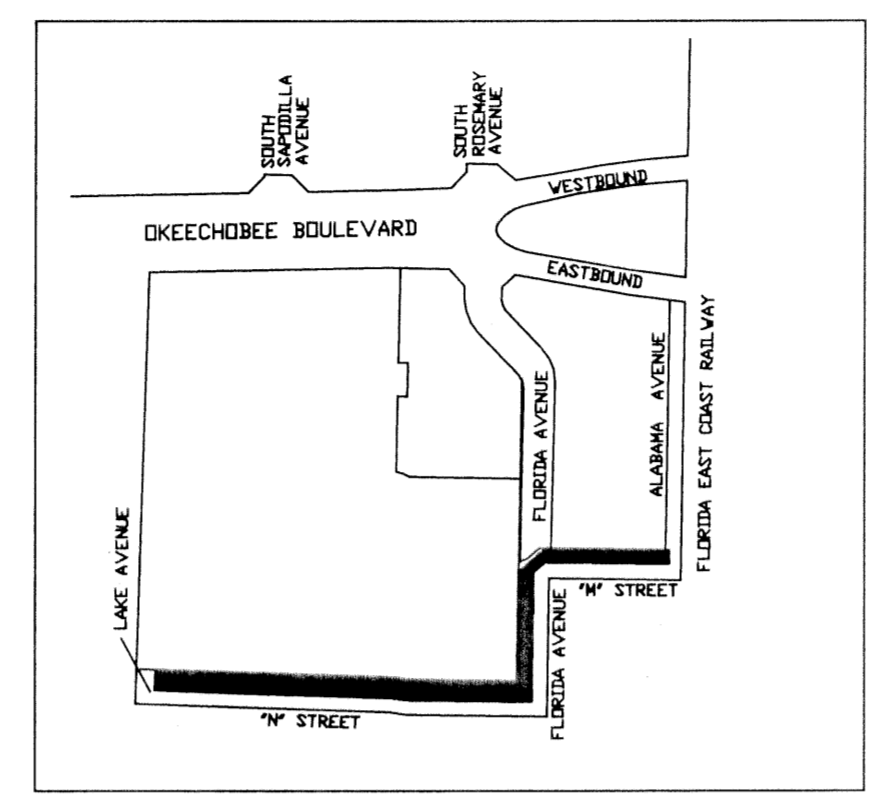 SOUTH
SAPODILLA
AVENUE
SOUTH
ROSEMARY
AVENUE
WESTBOUND
OKEECHOBEE BOULEVARD
EASTBOUND
FLORIDA AVENUE
ALABAMA AVENUE
FLORIDA EAST COAST RAILWAY
LAKE AVENUE
"M" STREET
FLORIDA AVENUE
"N" STREET